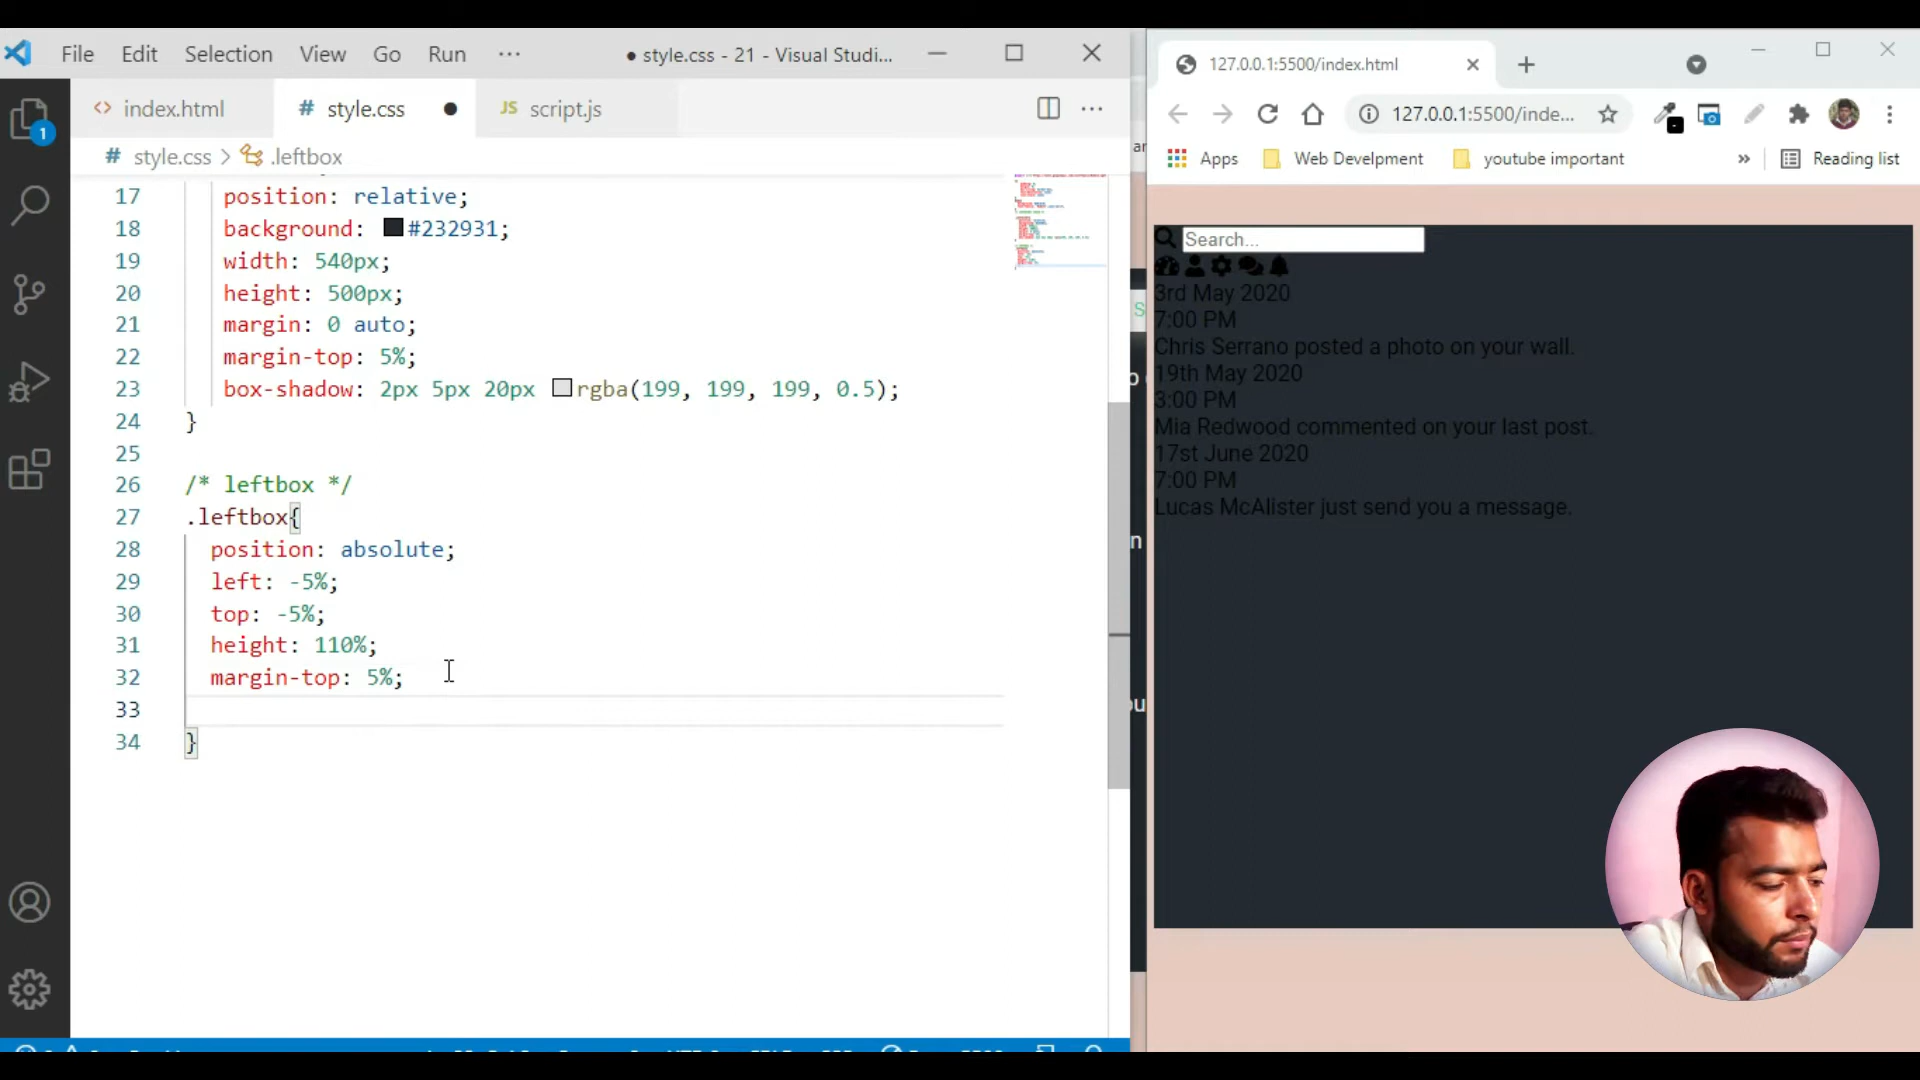 File Edit Selection View Go Run ···
● style.css - 21 - Visual Studi...
index.html
# style.css ●
JS script.js
# style.css > .leftbox
17 position: relative;
18 background: #232931;
19 width: 540px;
20 height: 500px;
21 margin: 0 auto;
22 margin-top: 5%;
23 box-shadow: 2px 5px 20px rgba(199, 199, 199, 0.5);
24 }
25
26 /* leftbox */
27 .leftbox{
28 position: absolute;
29 left: -5%;
30 top: -5%;
31 height: 110%;
32 margin-top: 5%;
33
34 }
1
127.0.0.1:5500/index.html
127.0.0.1:5500/inde...
Apps Web Develpment youtube important » Reading list
Search...
3rd May 2020
7:00 PM
Chris Serrano posted a photo on your wall.
19th May 2020
3:00 PM
Mia Redwood commented on your last post.
17st June 2020
7:00 PM
Lucas McAlister just send you a message.